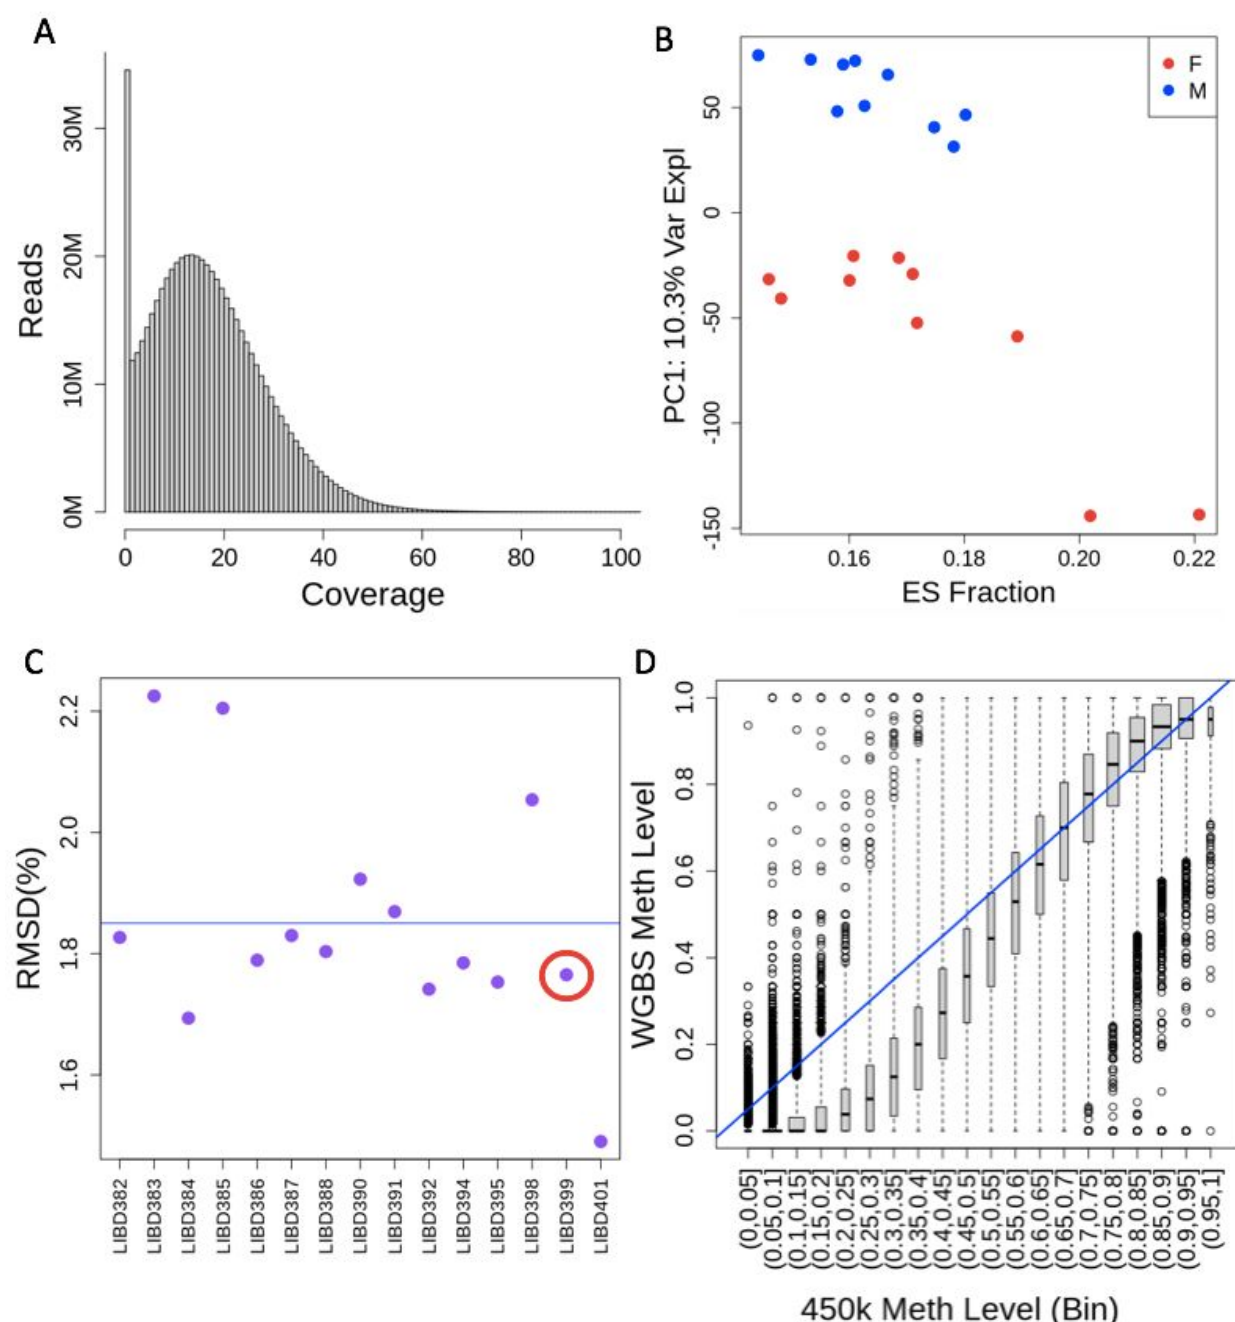 A
Reads
30M
20M
10M
0M
0
20
40
60
80
100
Coverage
B
F
M
PC1: 10.3% Var Expl
50
0
-50
-100
-150
0.16
0.18
0.20
0.22
ES Fraction
C
RMSD(%)
2.2
2.0
1.8
1.6
LIBD382
LIBD383
LIBD384
LIBD385
LIBD386
LIBD387
LIBD388
LIBD390
LIBD391
LIBD392
LIBD394
LIBD395
LIBD398
LIBD399
LIBD401
D
WGBS Meth Level
1.0
0.8
0.6
0.4
0.2
0.0
(0,0.05]
(0.05,0.1]
(0.1,0.15]
(0.15,0.2]
(0.2,0.25]
(0.25,0.3]
(0.3,0.35]
(0.35,0.4]
(0.4,0.45]
(0.45,0.5]
(0.5,0.55]
(0.55,0.6]
(0.6,0.65]
(0.65,0.7]
(0.7,0.75]
(0.75,0.8]
(0.8,0.85]
(0.85,0.9]
(0.9,0.95]
(0.95,1]
450k Meth Level (Bin)